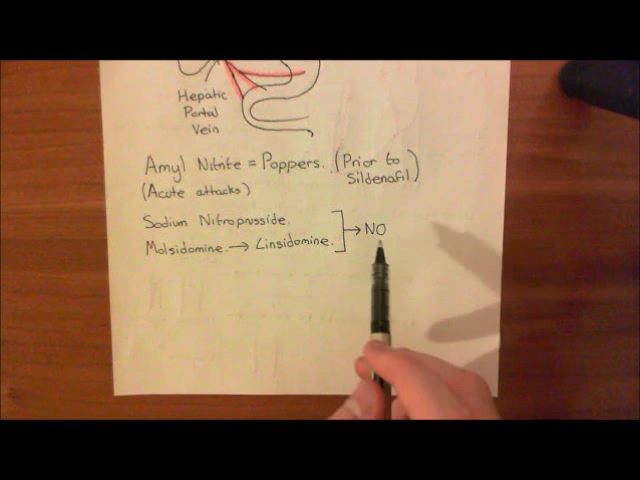 Hepatic
Portal
Vein
Amyl Nitrite = Poppers. (Prior to
Sildenafil)
(Acute attacks)
Sodium Nitroprusside.
Molsidomine. → Linsidomine. → NO